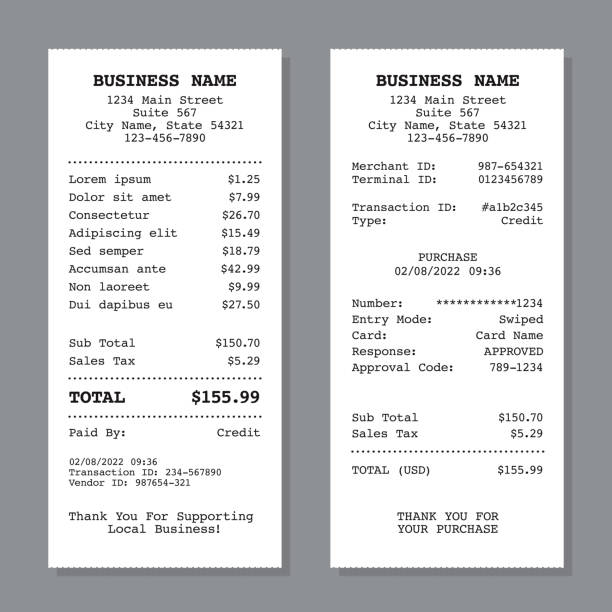 BUSINESS NAME
1234 Main Street
Suite 567
City Name, State 54321
123-456-7890
Lorem ipsum $1.25
Dolor sit amet $7.99
Consectetur $26.70
Adipiscing elit $15.49
Sed semper $18.79
Accumsan ante $42.99
Non laoreet $9.99
Dui dapibus eu $27.50
Sub Total $150.70
Sales Tax $5.29
TOTAL $155.99
Paid By: Credit
02/08/2022 09:36
Transaction ID: 234-567890
Vendor ID: 987654-321
Thank You For Supporting
Local Business!
BUSINESS NAME
1234 Main Street
Suite 567
City Name, State 54321
123-456-7890
Merchant ID: 987-654321
Terminal ID: 0123456789
Transaction ID: #a1b2c345
Type: Credit
PURCHASE
02/08/2022 09:36
Number: ************1234
Entry Mode: Swiped
Card: Card Name
Response: APPROVED
Approval Code: 789-1234
Sub Total $150.70
Sales Tax $5.29
TOTAL (USD) $155.99
THANK YOU FOR
YOUR PURCHASE